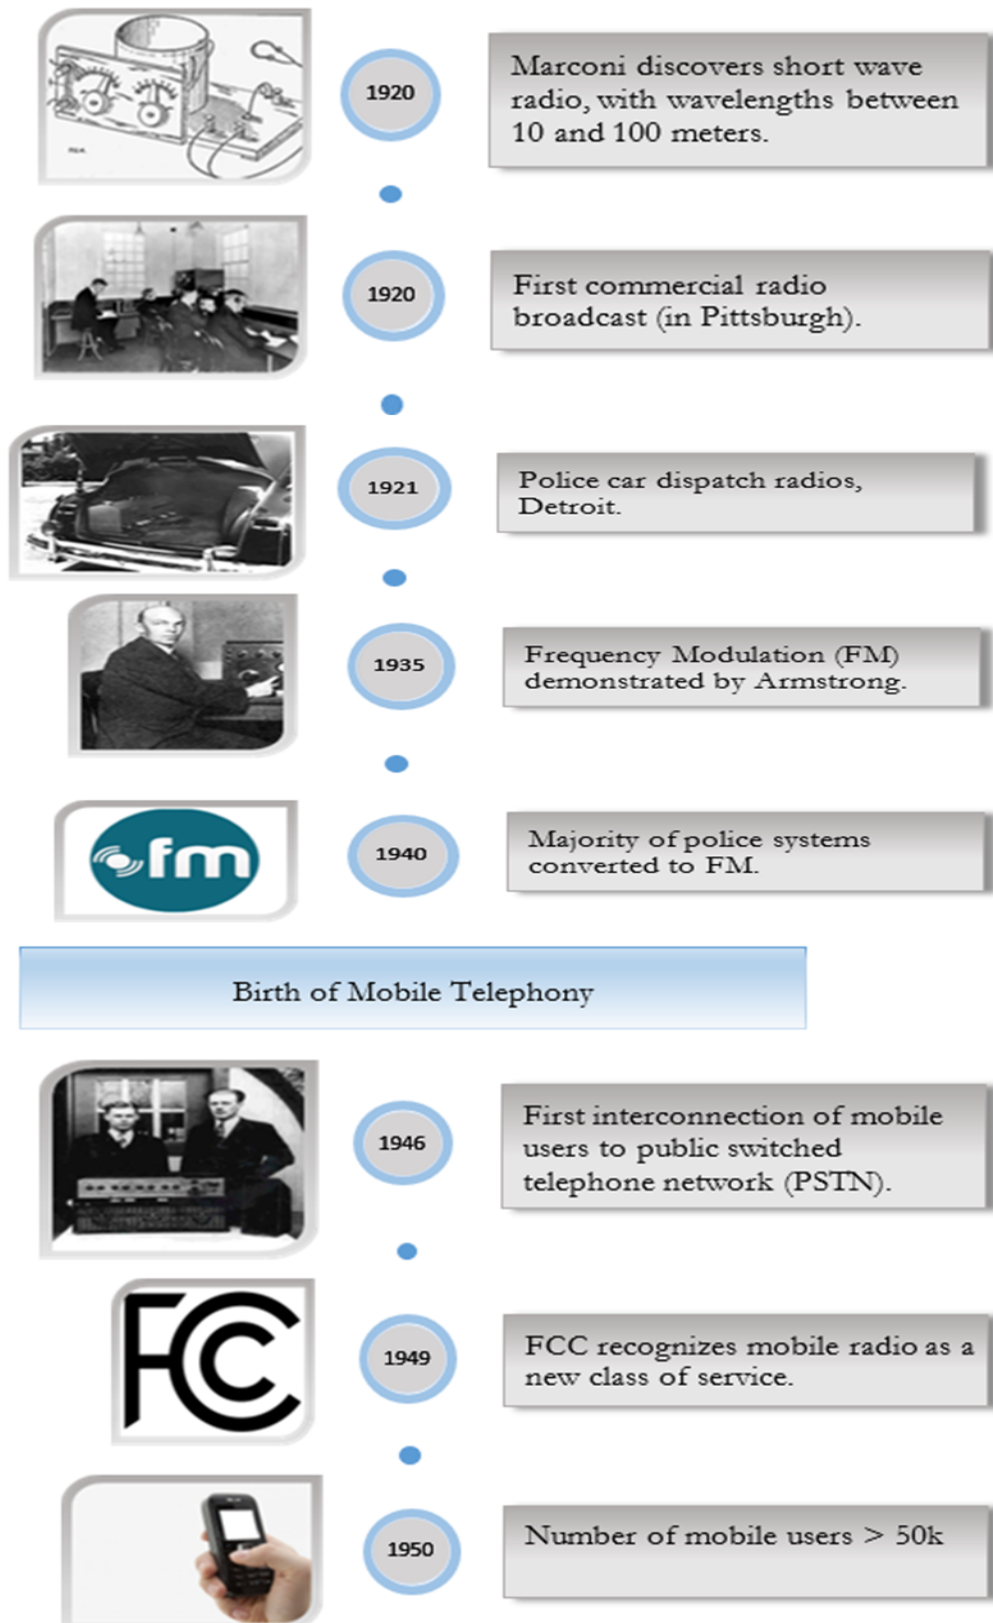 1920
Marconi discovers short wave
radio, with wavelengths between
10 and 100 meters.
1920
First commercial radio
broadcast (in Pittsburgh).
1921
Police car dispatch radios,
Detroit.
1935
Frequency Modulation (FM)
demonstrated by Armstrong.
fm
1940
Majority of police systems
converted to FM.
Birth of Mobile Telephony
1946
First interconnection of mobile
users to public switched
telephone network (PSTN).
FCC
1949
FCC recognizes mobile radio as a
new class of service.
1950
Number of mobile users > 50k